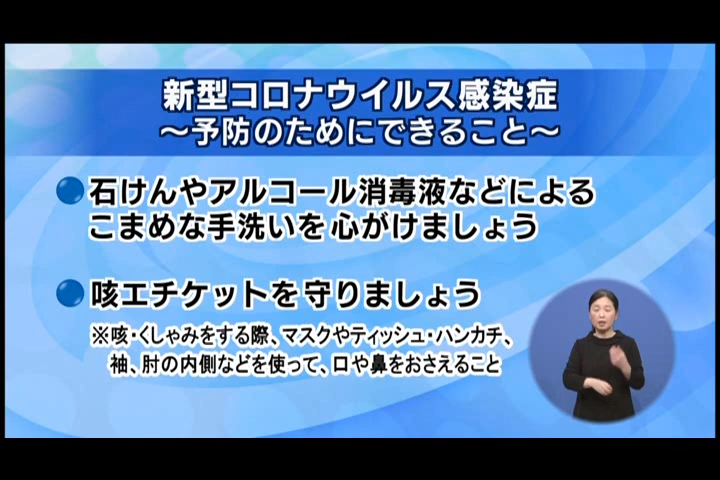 新型コロナウイルス感染症
～予防のためにできること～
石けんやアルコール消毒液などによる
こまめな手洗いを心がけましょう
咳エチケットを守りましょう
※咳・くしゃみをする際、マスクやティッシュ・ハンカチ、
袖、肘の内側などを使って、口や鼻をおさえること